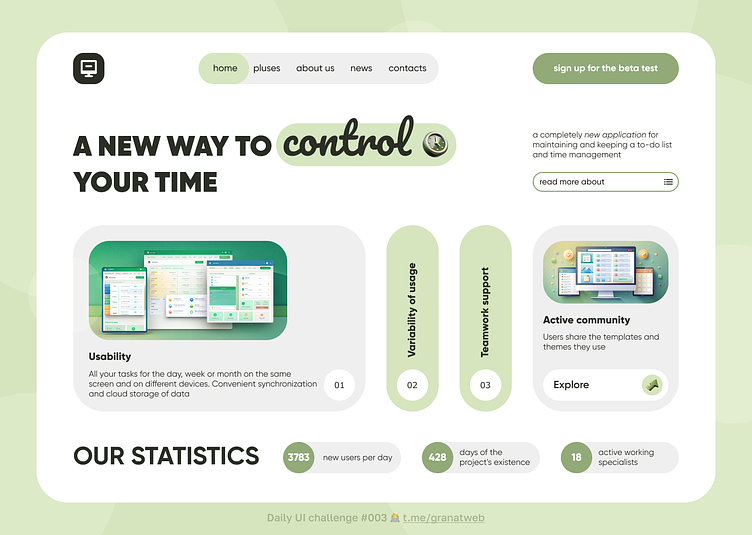 home
pluses
about us
news
contacts
sign up for the beta test
A NEW WAY TO control
YOUR TIME
a completely new application for
maintaining and keeping a to-do list
and time management
read more about
Usability
All your tasks for the day, week or month on the same
screen and on different devices. Convenient synchronization
and cloud storage of data
01
Variability of usage
02
Teamwork support
03
Active community
Users share the templates and
themes they use
Explore
OUR STATISTICS
3783
new users per day
428
days of the
project's existence
18
active working
specialists
Daily UI challenge #003 t.me/granatweb